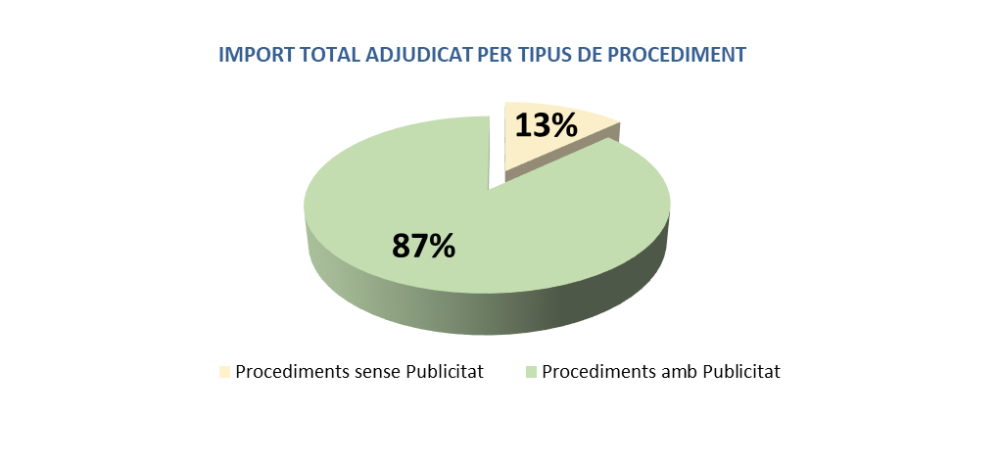 IMPORT TOTAL ADJUDICAT PER TIPUS DE PROCEDIMENT
13%
87%
Procediments sense Publicitat
Procediments amb Publicitat